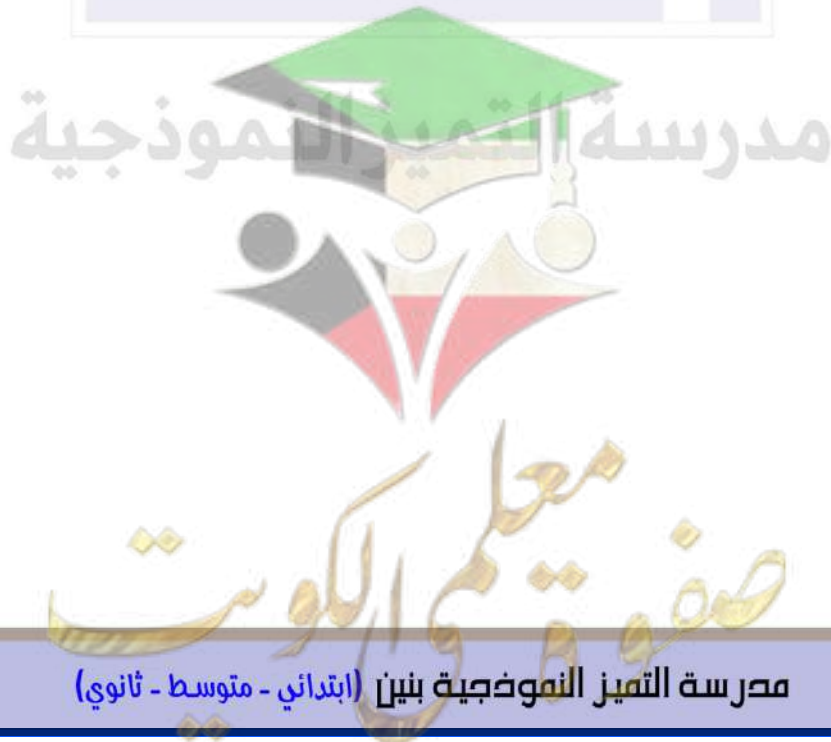 مدرسة التميز النموذجية
صفوة معلمي الكويت
مدرسة التميز النموذجية بنين (ابتدائي - متوسط - ثانوي)